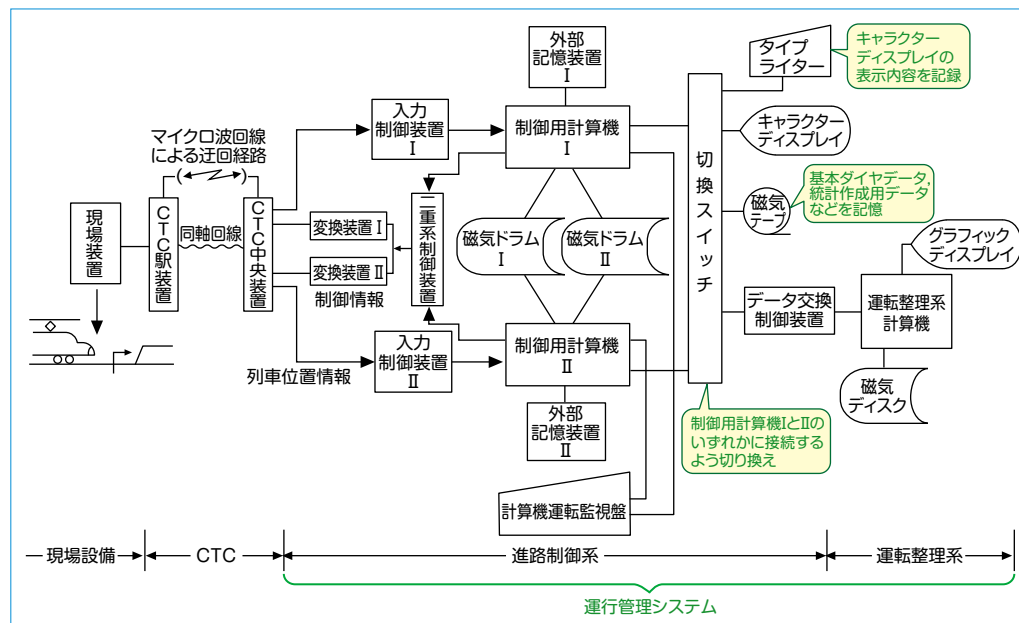 外部
記憶装置
Ⅰ
タイプ
ライター
キャラクター
ディスプレイの
表示内容を記録
入力
制御装置
Ⅰ
制御用計算機
Ⅰ
キャラクター
ディスプレイ
マイクロ波回線
による迂回経路
切換スイッチ
基本ダイヤデータ,
統計作成用データ
などを記憶
磁気
テープ
現場装置
CTC駅装置
同軸回線
CTC中央装置
変換装置Ⅰ
変換装置Ⅱ
制御情報
二重系制御装置
磁気ドラム
Ⅰ
磁気ドラム
Ⅱ
グラフィック
ディスプレイ
データ交換
制御装置
運転整理系
計算機
列車位置情報
入力
制御装置
Ⅱ
制御用計算機
Ⅱ
磁気
ディスク
外部
記憶装置
Ⅱ
制御用計算機ⅠとⅡの
いずれかに接続する
よう切り換え
計算機運転監視盤
現場設備
CTC
進路制御系
運転整理系
運行管理システム